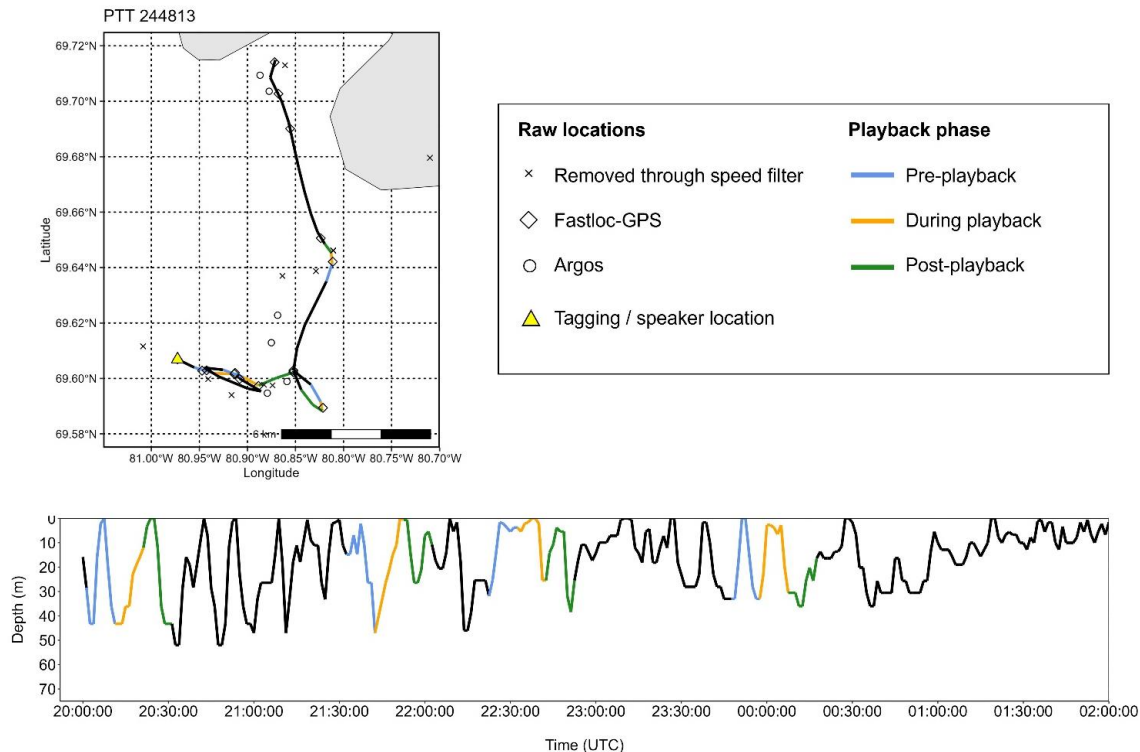 PTT 244813
69.72°N
69.70°N
69.68°N
69.66°N
69.64°N
69.62°N
69.60°N
69.58°N
Latitude
6 km
81.00°W 80.95°W 80.90°W 80.85°W 80.80°W 80.75°W 80.70°W
Longitude
Raw locations
Removed through speed filter
Fastloc-GPS
Argos
Tagging / speaker location
Playback phase
Pre-playback
During playback
Post-playback
0
10
20
30
40
50
60
70
Depth (m)
20:00:00 20:30:00 21:00:00 21:30:00 22:00:00 22:30:00 23:00:00 23:30:00 00:00:00 00:30:00 01:00:00 01:30:00 02:00:00
Time (UTC)